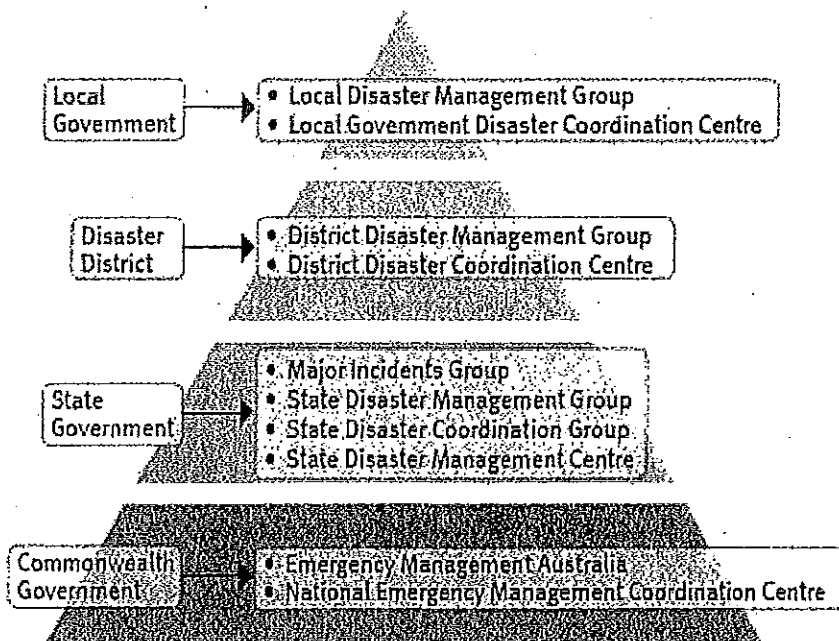 Local
Government
• Local Disaster Management Group
• Local Government Disaster Coordination Centre
Disaster
District
• District Disaster Management Group
• District Disaster Coordination Centre
State
Government
• Major Incidents Group
• State Disaster Management Group
• State Disaster Coordination Group
• State Disaster Management Centre
Commonwealth
Government
• Emergency Management Australia
• National Emergency Management Coordination Centre